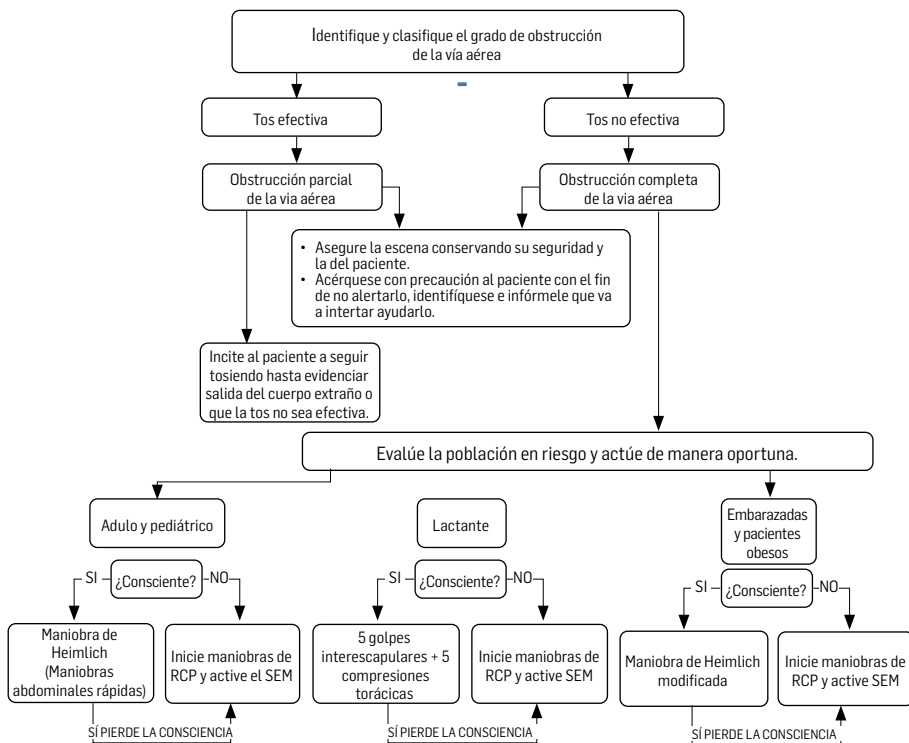 Identifique y clasifique el grado de obstrucción
de la vía aérea
Tos efectiva
Tos no efectiva
Obstrucción parcial
de la via aérea
Obstrucción completa
de la via aérea
• Asegure la escena conservando su seguridad y
la del paciente.
• Acérquese con precaución al paciente con el fin
de no alertarlo, identifíquese e infórmele que va
a intertar ayudarlo.
Incite al paciente a seguir
tosiendo hasta evidenciar
salida del cuerpo extraño o
que la tos no sea efectiva.
Evalúe la población en riesgo y actúe de manera oportuna.
Adulo y pediátrico
Lactante
Embarazadas
y pacientes
obesos
SI
¿Consciente?
NO
SI
¿Consciente?
NO
SI
¿Consciente?
NO
Maniobra de
Heimlich
(Maniobras
abdominales rápidas)
Inicie maniobras de
RCP y active el SEM
5 golpes
interescapulares + 5
compresiones
torácicas
Inicie maniobras de
RCP y active SEM
Maniobra de Heimlich
modificada
Inicie maniobras de
RCP y active SEM
SÍ PIERDE LA CONSCIENCIA
SÍ PIERDE LA CONSCIENCIA
SÍ PIERDE LA CONSCIENCIA